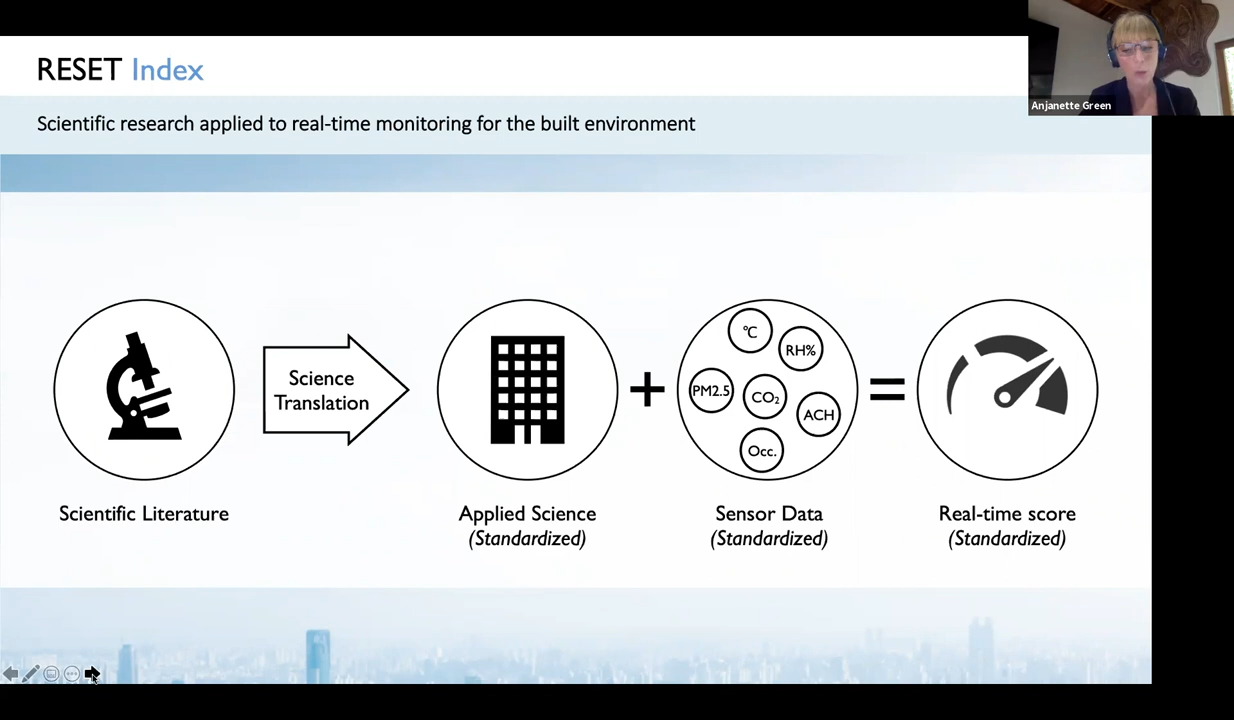 RESET Index
Anjanette Green
Scientific research applied to real-time monitoring for the built environment
Science
Translation
°C
RH%
PM2.5
CO₂
ACH
Occ.
Scientific Literature
Applied Science
(Standardized)
Sensor Data
(Standardized)
Real-time score
(Standardized)